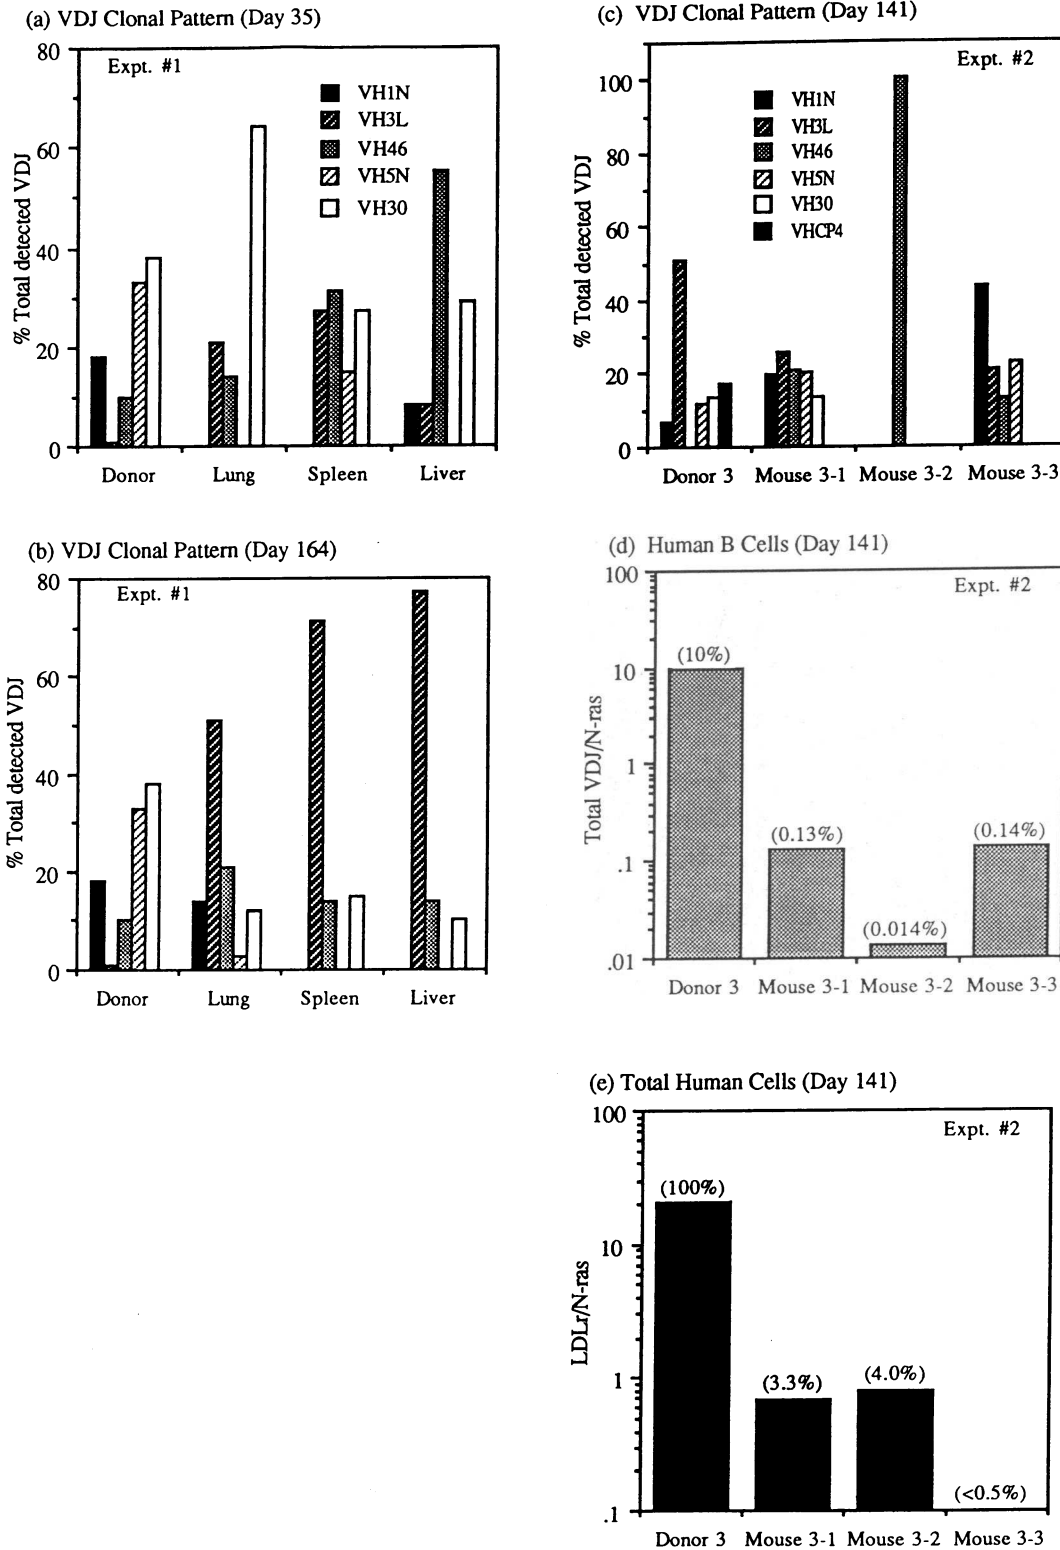 (a) VDJ Clonal Pattern (Day 35)
Expt. #1
VH1N
VH3L
VH46
VH5N
VH30
% Total detected VDJ
80
60
40
20
0
Donor Lung Spleen Liver
(b) VDJ Clonal Pattern (Day 164)
Expt. #1
% Total detected VDJ
80
60
40
20
0
Donor Lung Spleen Liver
(c) VDJ Clonal Pattern (Day 141)
Expt. #2
VH1N
VH3L
VH46
VH5N
VH30
VHCP4
% Total detected VDJ
100
80
60
40
20
0
Donor 3 Mouse 3-1 Mouse 3-2 Mouse 3-3
(d) Human B Cells (Day 141)
Expt. #2
Total VDJ/N-ras
100
10
1
.1
.01
(10%)
(0.13%)
(0.014%)
(0.14%)
Donor 3 Mouse 3-1 Mouse 3-2 Mouse 3-3
(e) Total Human Cells (Day 141)
Expt. #2
LDLr/N-ras
100
10
1
.1
(100%)
(3.3%)
(4.0%)
(<0.5%)
Donor 3 Mouse 3-1 Mouse 3-2 Mouse 3-3